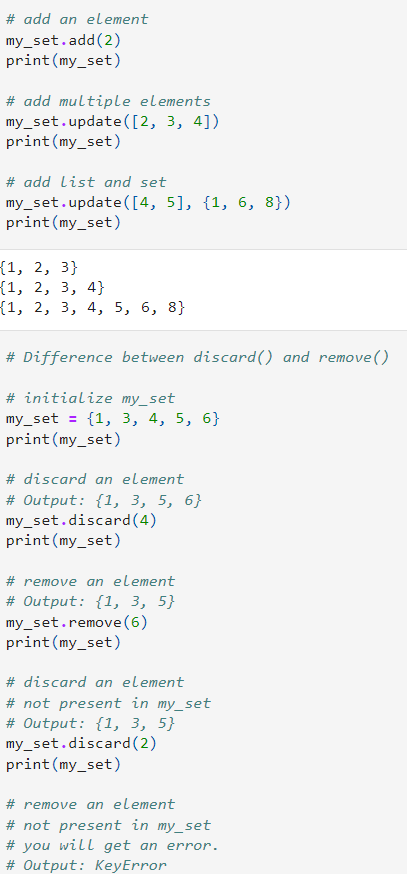 # add an element
my_set.add(2)
print(my_set)
# add multiple elements
my_set.update([2, 3, 4])
print(my_set)
# add list and set
my_set.update([4, 5], {1, 6, 8})
print(my_set)
{1, 2, 3}
{1, 2, 3, 4}
{1, 2, 3, 4, 5, 6, 8}
# Difference between discard() and remove()
# initialize my_set
my_set = {1, 3, 4, 5, 6}
print(my_set)
# discard an element
# Output: {1, 3, 5, 6}
my_set.discard(4)
print(my_set)
# remove an element
# Output: {1, 3, 5}
my_set.remove(6)
print(my_set)
# discard an element
# not present in my_set
# Output: {1, 3, 5}
my_set.discard(2)
print(my_set)
# remove an element
# not present in my_set
# you will get an error.
# Output: KeyError